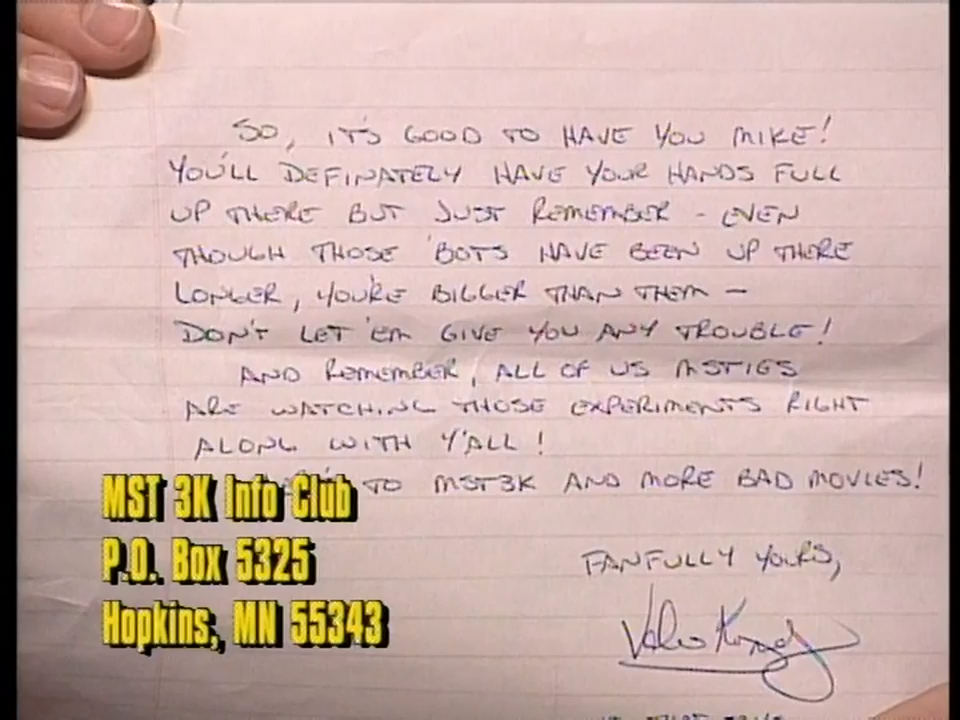 SO, IT'S GOOD TO HAVE YOU MIKE!
YOU'LL DEFINATELY HAVE YOUR HANDS FULL
UP THERE BUT JUST REMEMBER - EVEN
THOUGH THOSE 'BOTS HAVE BEEN UP THERE
LONGER, YOU'RE BIGGER THAN THEM -
DON'T LET 'EM GIVE YOU ANY TROUBLE!
AND REMEMBER, ALL OF US MSTIES
ARE WATCHING THOSE EXPERIMENTS RIGHT
ALONG WITH Y'ALL!
TO MST3K AND MORE BAD MOVIES!
FANFULLY YOURS,
MST 3K Info Club
P.O. Box 5325
Hopkins, MN 55343